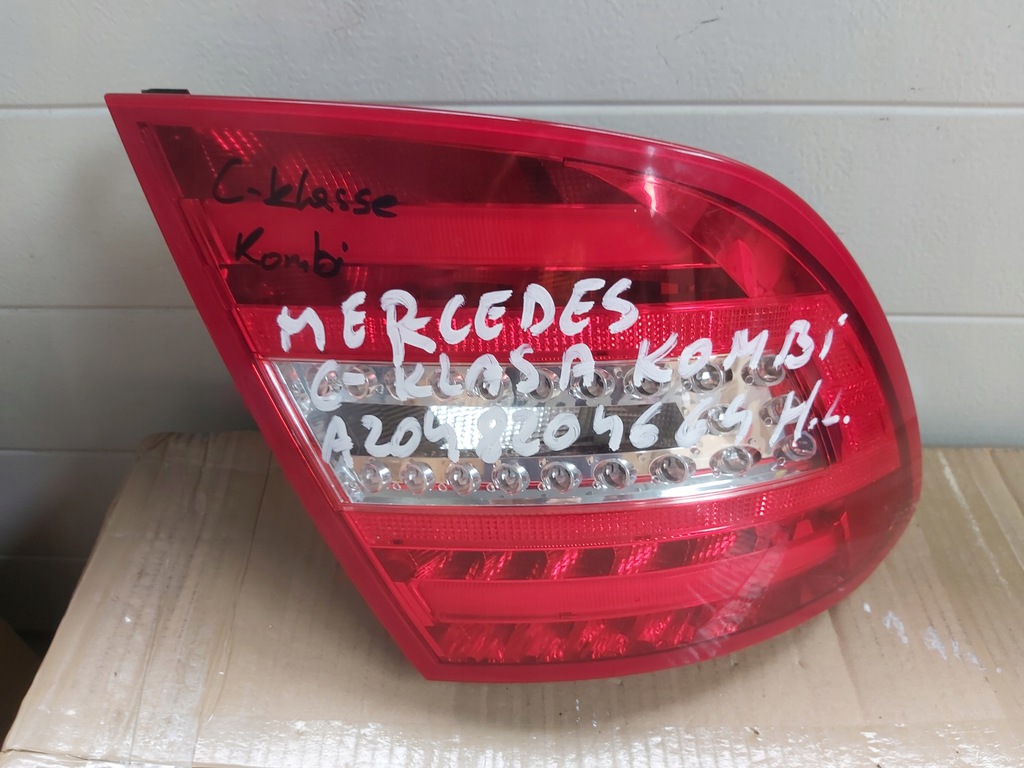 C-klasse
Kombi
MERCEDES
C-KLASA KOMBi
A2048204664 H.L.